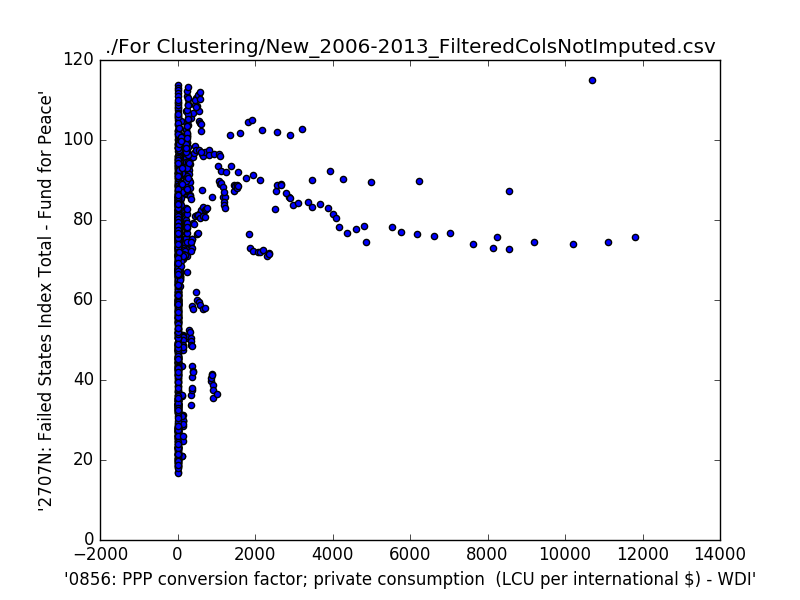 ./For Clustering/New_2006-2013_FilteredColsNotImputed.csv
120
100
80
60
40
20
0
'2707N: Failed States Index Total - Fund for Peace'
−2000 0 2000 4000 6000 8000 10000 12000 14000
'0856: PPP conversion factor; private consumption  (LCU per international $) - WDI'